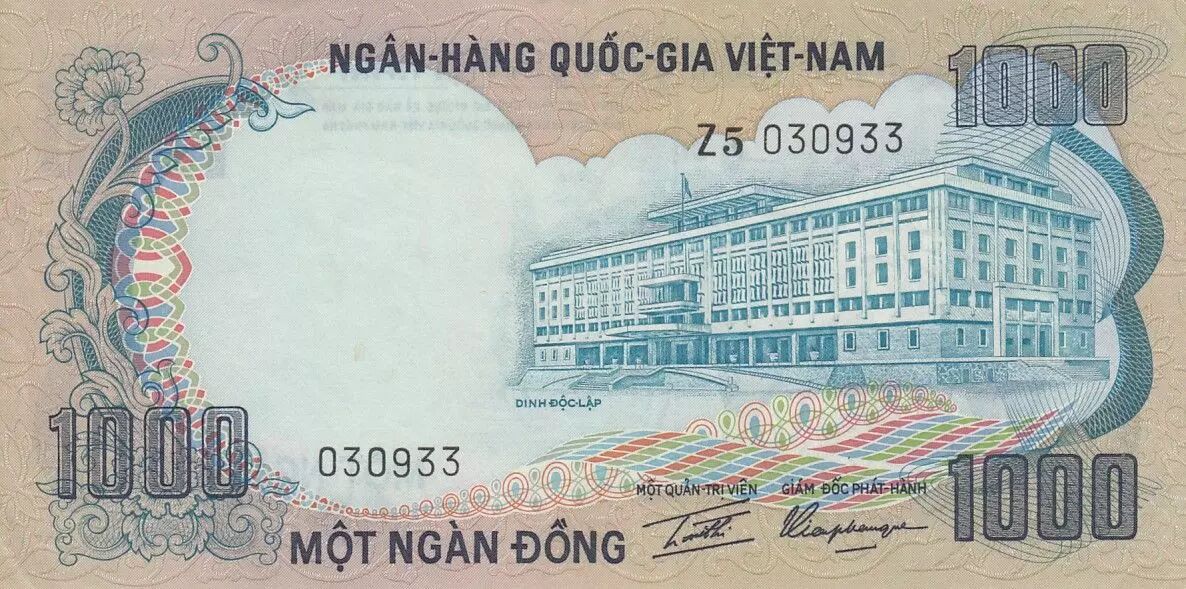 NGÂN-HÀNG QUỐC-GIA VIỆT-NAM
1000
Z5 030933
DINH ĐỘC-LẬP
1000
030933
MỘT QUẢN-TRỊ VIÊN GIÁM ĐỐC PHÁT-HÀNH
1000
MỘT NGÀN ĐỒNG